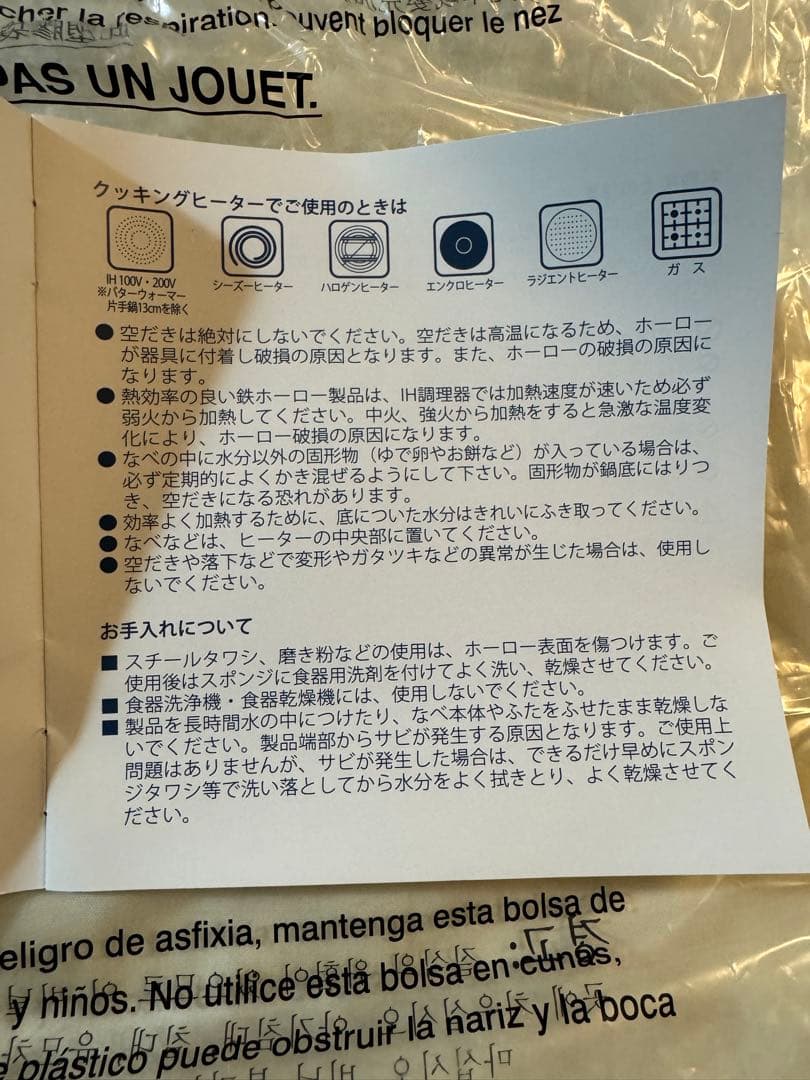 cher la respiration.
uvent bloquer le nez
PAS UN JOUET.
クッキングヒーターでご使用のときは
IH 100V・200V
※バターウォーマー
片手鍋13cmを除く
シーズーヒーター
ハロゲンヒーター
エンクロヒーター
ラジエントヒーター
ガ ス
● 空だきは絶対にしないでください。空だきは高温になるため、ホーロー
が器具に付着し破損の原因となります。また、ホーローの破損の原因に
なります。
● 熱効率の良い鉄ホーロー製品は、IH調理器では加熱速度が速いため必ず
弱火から加熱してください。中火、強火から加熱をすると急激な温度変
化により、ホーロー破損の原因になります。
● なべの中に水分以外の固形物（ゆで卵やお餅など）が入っている場合は、
必ず定期的によくかき混ぜるようにして下さい。固形物が鍋底にはりつ
き、空だきになる恐れがあります。
● 効率よく加熱するために、底についた水分はきれいにふき取ってください。
● なべなどは、ヒーターの中央部に置いてください。
● 空だきや落下などで変形やガタツキなどの異常が生じた場合は、使用し
ないでください。
お手入れについて
■ スチールタワシ、磨き粉などの使用は、ホーロー表面を傷つけます。ご
使用後はスポンジに食器用洗剤を付けてよく洗い、乾燥させてください。
■ 食器洗浄機・食器乾燥機には、使用しないでください。
■ 製品を長時間水の中につけたり、なべ本体やふたをふせたまま乾燥しな
いでください。製品端部からサビが発生する原因となります。ご使用上
問題はありませんが、サビが発生した場合は、できるだけ早めにスポン
ジタワシ等で洗い落としてから水分をよく拭きとり、よく乾燥させてく
ださい。
eligro de asfixia, mantenga esta bolsa de
y niños. No utilice esta bolsa en cunas,
e plástico puede obstruir la nariz y la boca